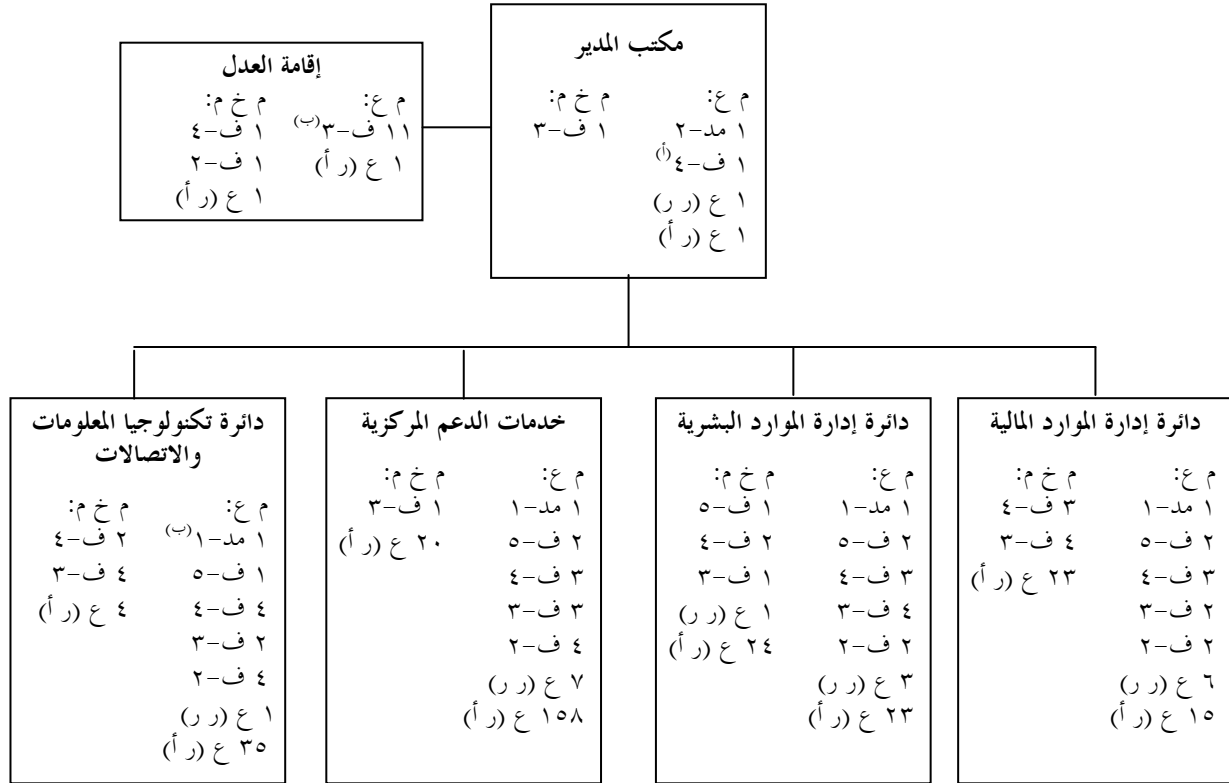 مكتب المدير
م ع: م خ م:
١ مد-٢ ١ ف-٣
١ ف-٤(أ)
١ ع (ر ر)
١ ع (ر أ)
إقامة العدل
م ع: م خ م:
١١ ف-٣(ب) ١ ف-٤
١ ع (ر أ) ١ ف-٢
١ ع (ر أ)
دائرة إدارة الموارد المالية
م ع: م خ م:
١ مد-١ ٣ ف-٤
٢ ف-٥ ٤ ف-٣
٣ ف-٤ ٢٣ ع (ر أ)
٢ ف-٣
٢ ف-٢
٦ ع (ر ر)
١٥ ع (ر أ)
دائرة إدارة الموارد البشرية
م ع: م خ م:
١ مد-١ ١ ف-٥
٢ ف-٥ ٢ ف-٤
٣ ف-٤ ١ ف-٣
٤ ف-٣ ١ ع (ر ر)
٢ ف-٢ ٢٤ ع (ر أ)
٣ ع (ر ر)
٢٣ ع (ر أ)
خدمات الدعم المركزية
م ع: م خ م:
١ مد-١ ١ ف-٣
٢ ف-٥ ٢٠ ع (ر أ)
٣ ف-٤
٣ ف-٣
٤ ف-٢
٧ ع (ر ر)
١٥٨ ع (ر أ)
دائرة تكنولوجيا المعلومات
والاتصالات
م ع: م خ م:
١ مد-١(ب) ٢ ف-٤
١ ف-٥ ٤ ف-٣
٤ ف-٤ ٤ ع (ر أ)
٢ ف-٣
٤ ف-٢
١ ع (ر ر)
٣٥ ع (ر أ)